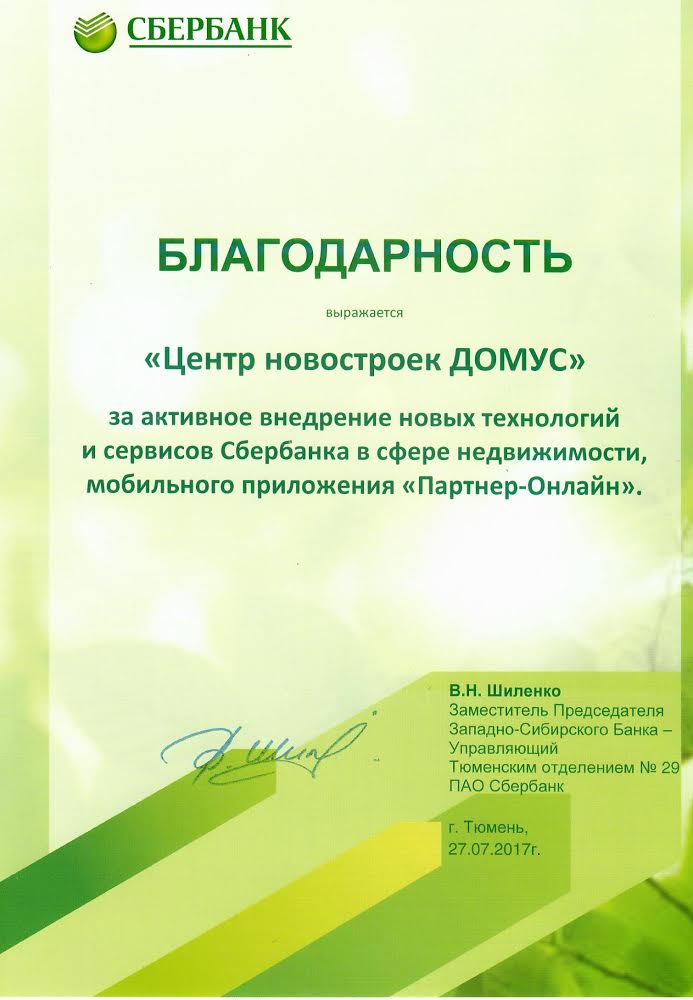 СБЕРБАНК
БЛАГОДАРНОСТЬ
выражается
«Центр новостроек ДОМУС»
за активное внедрение новых технологий
и сервисов Сбербанка в сфере недвижимости,
мобильного приложения «Партнер-Онлайн».
В.Н. Шиленко
Заместитель Председателя
Западно-Сибирского Банка –
Управляющий
Тюменским отделением № 29
ПАО Сбербанк
г. Тюмень,
27.07.2017г.